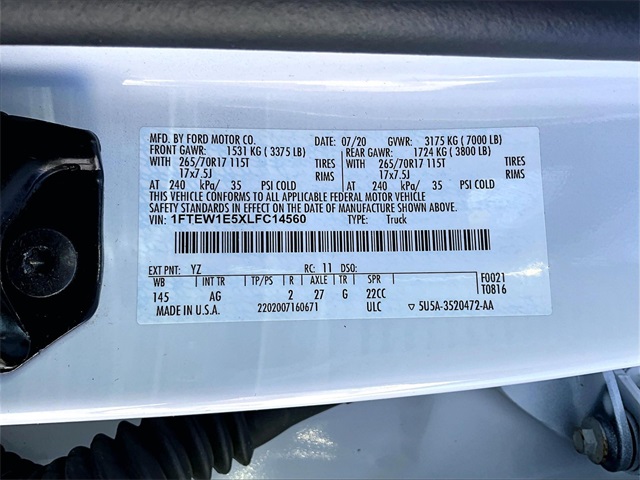 MFD. BY FORD MOTOR CO. DATE: 07/20 GVWR: 3175 KG ( 7000 LB)
FRONT GAWR: 1531 KG ( 3375 LB) REAR GAWR: 1724 KG ( 3800 LB)
WITH 265/70R17 115T TIRES WITH 265/70R17 115T TIRES
17x7.5J RIMS 17x7.5J RIMS
AT 240 kPa/ 35 PSI COLD AT 240 kPa/ 35 PSI COLD
THIS VEHICLE CONFORMS TO ALL APPLICABLE FEDERAL MOTOR VEHICLE
SAFETY STANDARDS IN EFFECT ON THE DATE OF MANUFACTURE SHOWN ABOVE.
VIN: 1FTEW1E5XLFC14560 TYPE: Truck
EXT PNT: YZ RC: 11 DSO: F0021
WB INT TR TP/PS R AXLE TR SPR T0816
145 AG 2 27 G 22CC
MADE IN U.S.A. 2202007160671 ULC ▽ 5U5A-3520472-AA